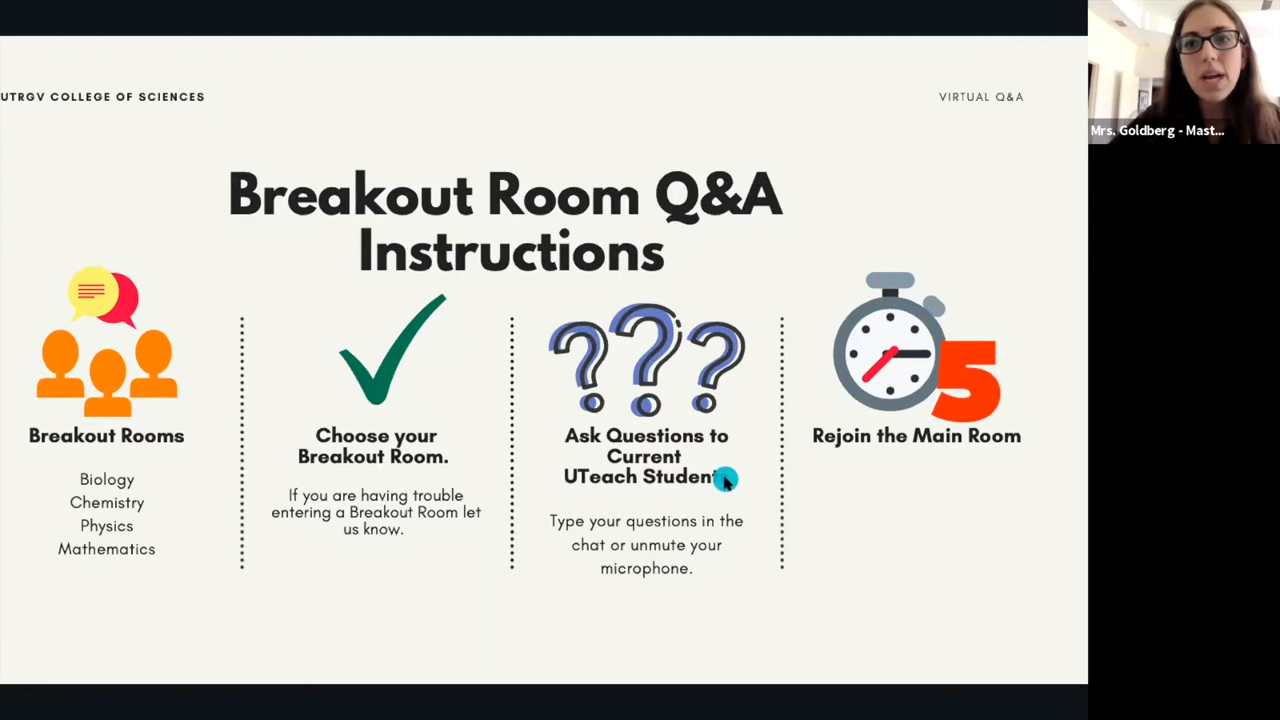 UTRGV COLLEGE OF SCIENCES
VIRTUAL Q&A
Breakout Room Q&A
Instructions
5
Breakout Rooms
Biology
Chemistry
Physics
Mathematics
Choose your
Breakout Room.
If you are having trouble
entering a Breakout Room let
us know.
Ask Questions to
Current
UTeach Student
Type your questions in the
chat or unmute your
microphone.
Rejoin the Main Room
Mrs. Goldberg - Mast...